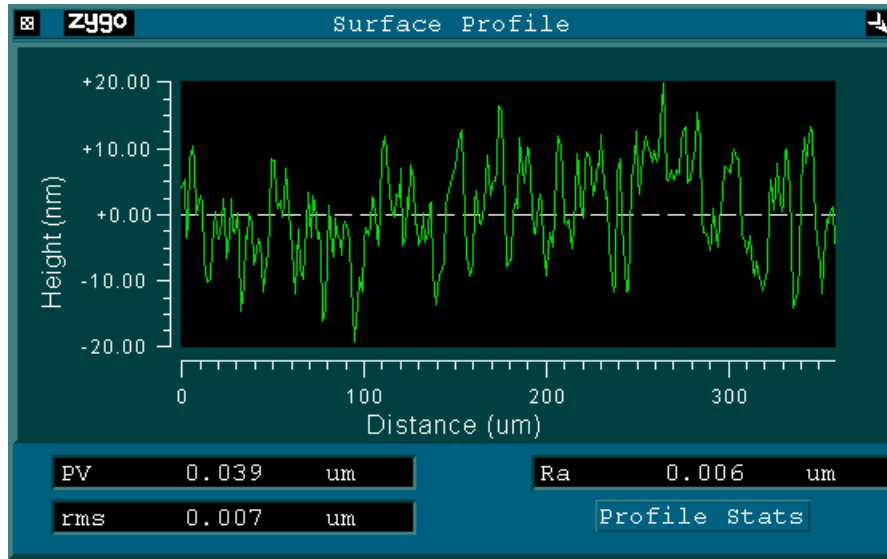 zygo Surface Profile
+20.00
+10.00
+0.00
-10.00
-20.00
Height (nm)
0 100 200 300
Distance (um)
PV 0.039 um
Ra 0.006 um
rms 0.007 um
Profile Stats